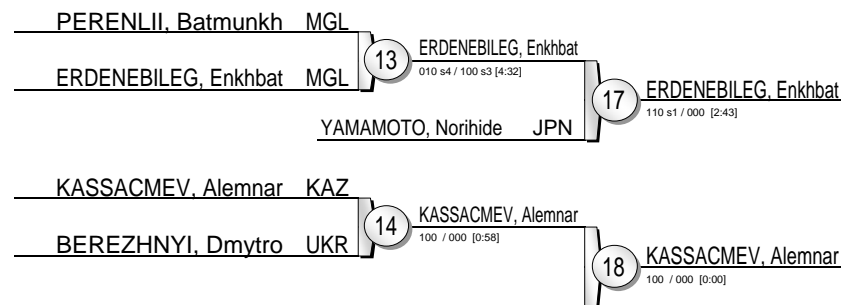 PERENLII, Batmunkh MGL
13
ERDENEBILEG, Enkhbat
010 s4 / 100 s3 [4:32]
ERDENEBILEG, Enkhbat MGL
17
ERDENEBILEG, Enkhbat
110 s1 / 000 [2:43]
YAMAMOTO, Norihide JPN
KASSACMEV, Alemnar KAZ
14
KASSACMEV, Alemnar
100 / 000 [0:58]
BEREZHNYI, Dmytro UKR
18
KASSACMEV, Alemnar
100 / 000 [0:00]